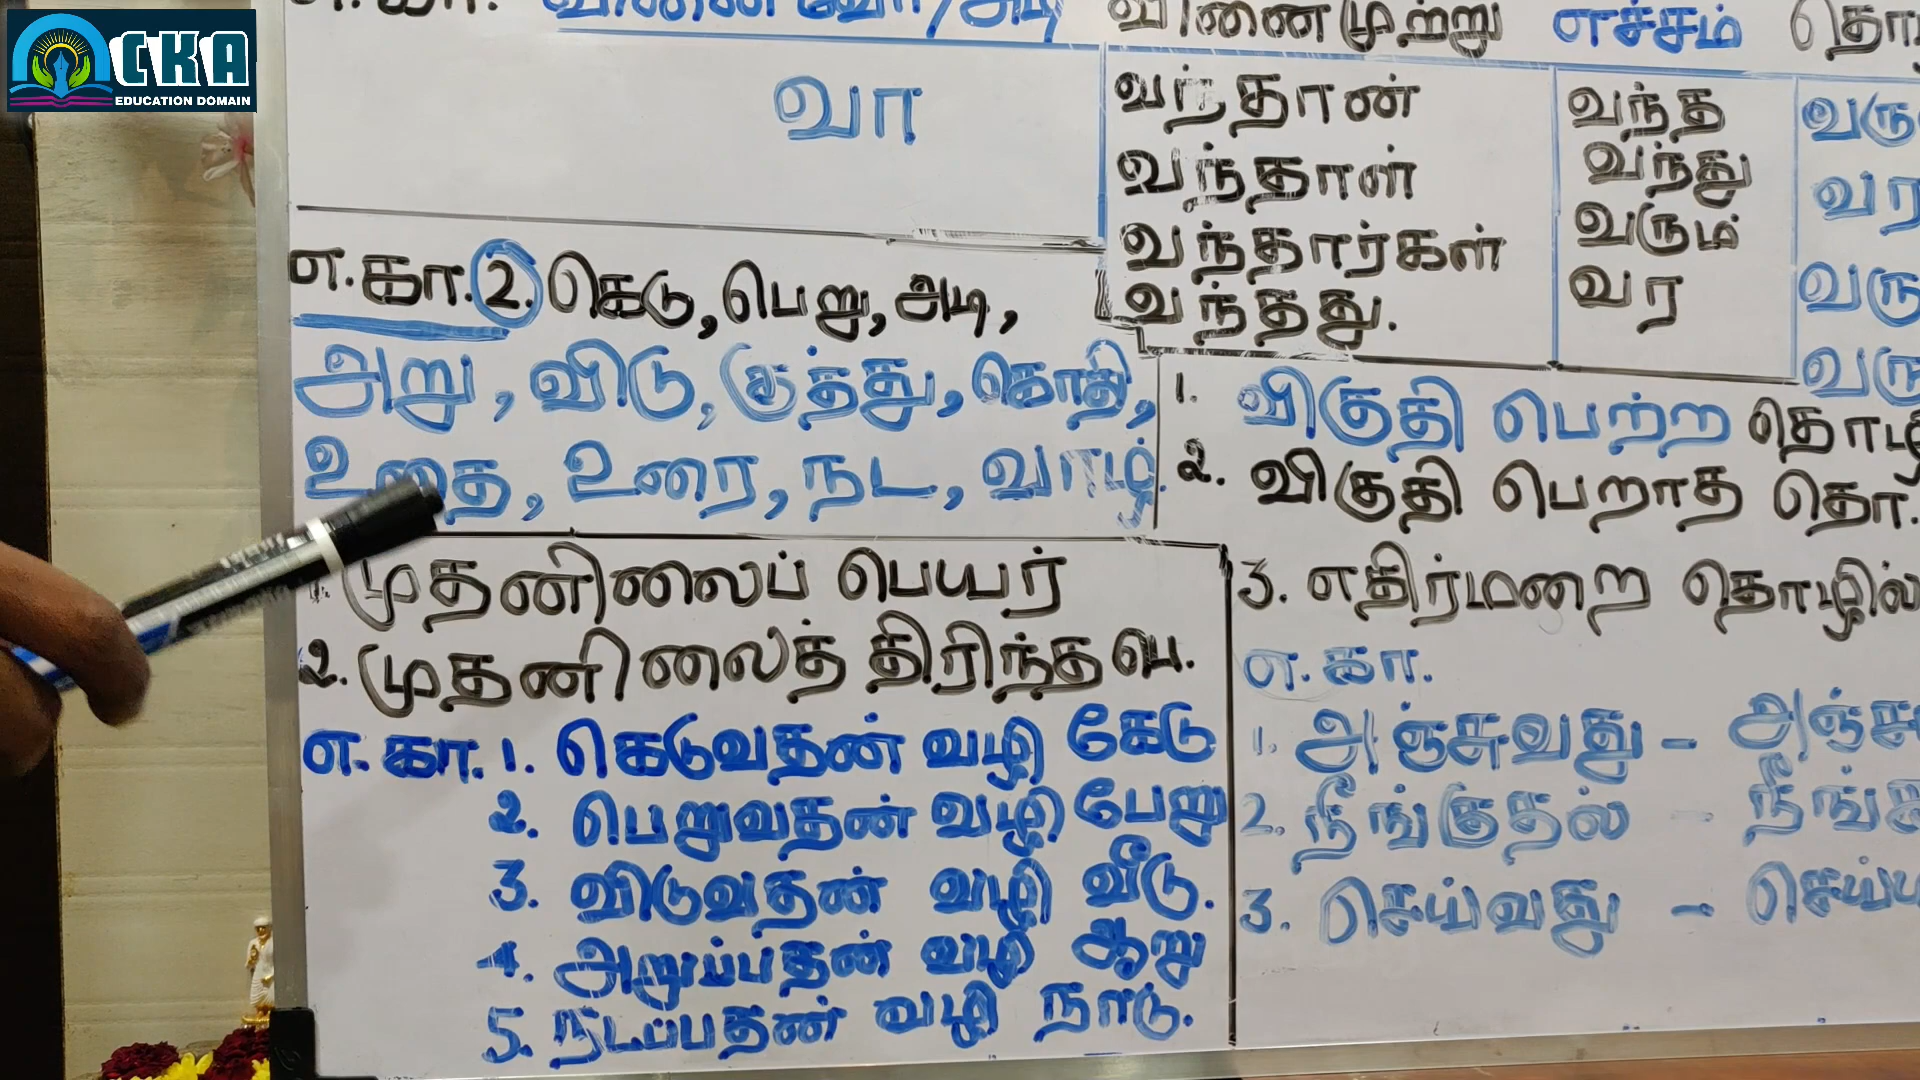 CKA
EDUCATION DOMAIN
எ.கா. வினைமுற்று எச்சம்
வா
வந்தான்
வந்தாள்
வந்தார்கள்
வந்தது.
வந்த
வந்து
வரும்
வர
எ.கா. 2. கெடு, பெறு, அடி,
அறு, விடு, குத்து, கொதி,
உதை, உரை, நட, வாழ்.
1. முதனிலைப் பெயர்
2. முதனிலைத் திரிந்த பெ.
எ.கா. 1. கெடுவதன் வழி கேடு
2. பெறுவதன் வழி பேறு
3. விடுவதன் வழி வீடு.
4. அறுப்பதன் வழி ஆறு
5. நடப்பதன் வழி நாடு.
1. விகுதி பெற்ற
2. விகுதி பெறாத தொ.
3. எதிர்மறை தொழில்
எ.கா.
1. அஞ்சுவது -
2. நீங்குதல் -
3. செய்வது -